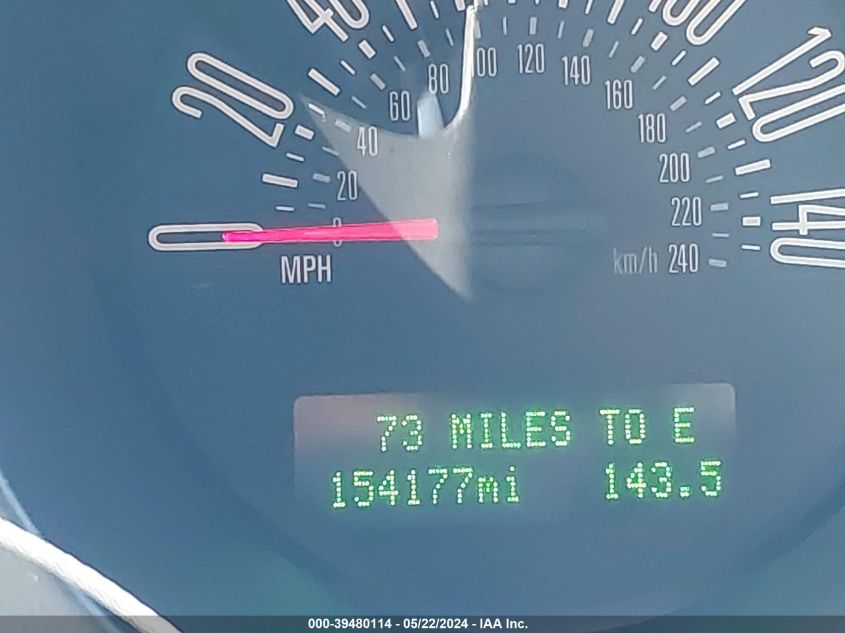 20 40 100 120 140
0 20 40 60 80 100 120 140 160 180 200 220 240
MPH
km/h
73 MILES TO E
154177mi 143.5
000-39480114 - 05/22/2024 - IAA Inc.